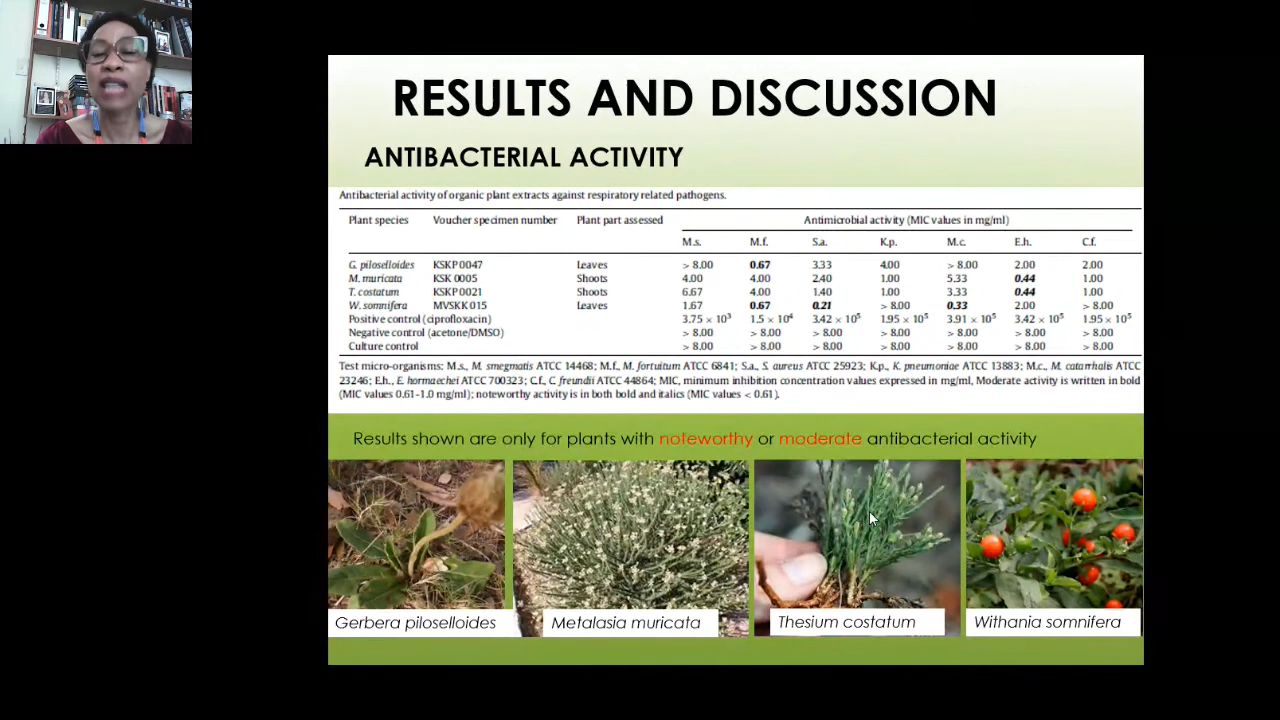 RESULTS AND DISCUSSION
ANTIBACTERIAL ACTIVITY
Antibacterial activity of organic plant extracts against respiratory related pathogens.
Plant species Voucher specimen number Plant part assessed Antimicrobial activity (MIC values in mg/ml)
M.s. M.f. S.a. K.p. M.c. E.h. C.f.
G. piloselloides KSKP 0047 Leaves > 8.00 0.67 3.33 4.00 > 8.00 2.00 2.00
M. muricata KSK 0005 Shoots 4.00 4.00 2.40 1.00 5.33 0.44 1.00
T. costatum KSKP 0021 Shoots 6.67 4.00 1.40 1.00 3.33 0.44 1.00
W. somnifera MVSKK 015 Leaves 1.67 0.67 0.21 > 8.00 0.33 2.00 > 8.00
Positive control (ciprofloxacin) 3.75 × 10³ 1.5 × 10⁴ 3.42 × 10⁵ 1.95 × 10⁵ 3.91 × 10⁵ 3.42 × 10⁵ 1.95 × 10⁵
Negative control (acetone/DMSO) > 8.00 > 8.00 > 8.00 > 8.00 > 8.00 > 8.00 > 8.00
Culture control > 8.00 > 8.00 > 8.00 > 8.00 > 8.00 > 8.00 > 8.00
Test micro-organisms: M.s., M. smegmatis ATCC 14468; M.f., M. fortuitum ATCC 6841; S.a., S. aureus ATCC 25923; K.p., K. pneumoniae ATCC 13883; M.c., M. catarrhalis ATCC
23246; E.h., E. hormaechei ATCC 700323; C.f., C. freundii ATCC 44864; MIC, minimum inhibition concentration values expressed in mg/ml, Moderate activity is written in bold
(MIC values 0.61-1.0 mg/ml); noteworthy activity is in both bold and italics (MIC values < 0.61).
Results shown are only for plants with noteworthy or moderate antibacterial activity
Gerbera piloselloides
Metalasia muricata
Thesium costatum
Withania somnifera